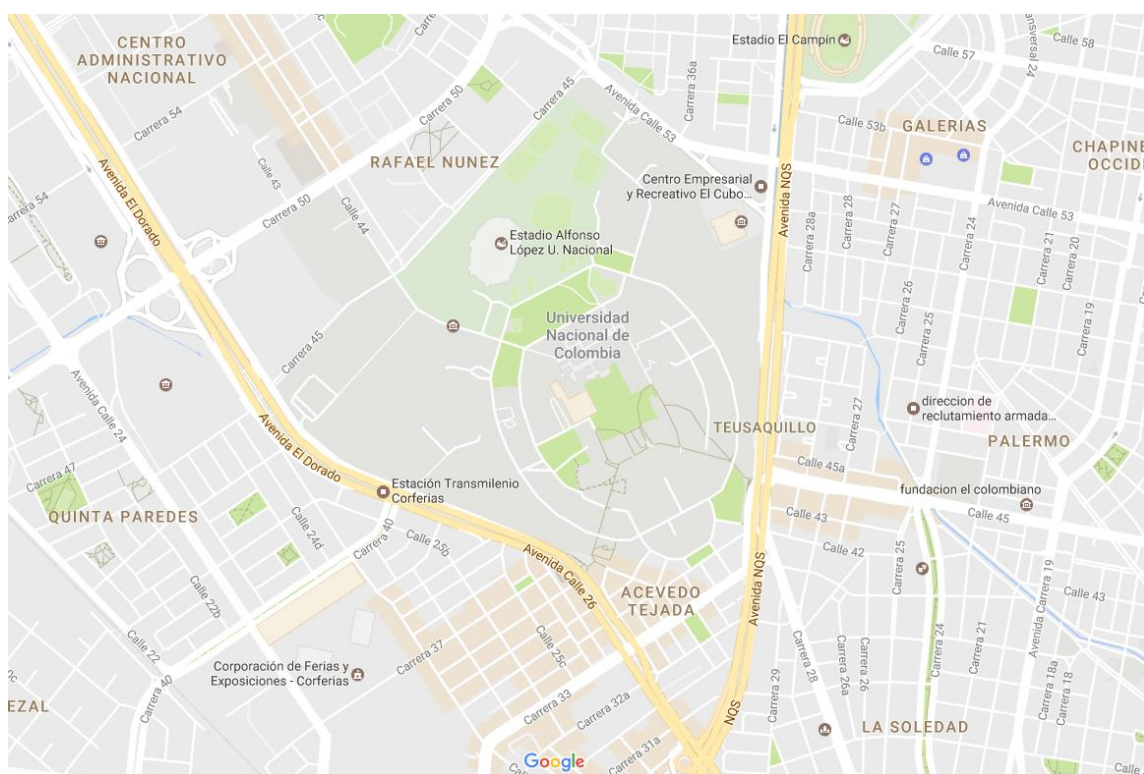 CENTRO
ADMINISTRATIVO
NACIONAL
Estadio El Campín
Calle 58
Calle 57
Carrera 36a
Carrera 50
Carrera 45
Avenida Calle 53
Carrera 54
Calle 53b
GALERIAS
RAFAEL NUNEZ
CHAPINE
OCCID
Calle 43
Avenida El Dorado
Avenida NQS
Centro Empresarial
y Recreativo El Cubo...
Carrera 50
Calle 44
Carrera 28a
Carrera 28
Carrera 27
Carrera 24
Avenida Calle 53
Carrera 21
Carrera 20
Estadio Alfonso
López U. Nacional
Carrera 26
Carrera 19
Universidad
Nacional de
Colombia
Carrera 25
Carrera 45
Avenida Calle 24
direccion de
reclutamiento armada...
Carrera 27
TEUSAQUILLO
PALERMO
Avenida El Dorado
Carrera 47
Calle 45a
Estación Transmilenio
Corferias
fundacion el colombiano
QUINTA PAREDES
Calle 43
Calle 45
Calle 24d
Carrera 40
Calle 25b
Calle 42
Avenida Calle 26
Avenida NQS
Carrera 25
ACEVEDO
TEJADA
Avenida Carrera 19
Calle 43
Calle 22b
Calle 22
Carrera 37
Calle 25c
Carrera 24
Carrera 21
Corporación de Ferias y
Exposiciones - Corferias
Carrera 28
Carrera 26a
Carrera 26
Carrera 18a
Carrera 18
Carrera 40
Carrera 33
Carrera 32a
Carrera 29
NQS
EZAL
LA SOLEDAD
Carrera 31a
Google
Calle